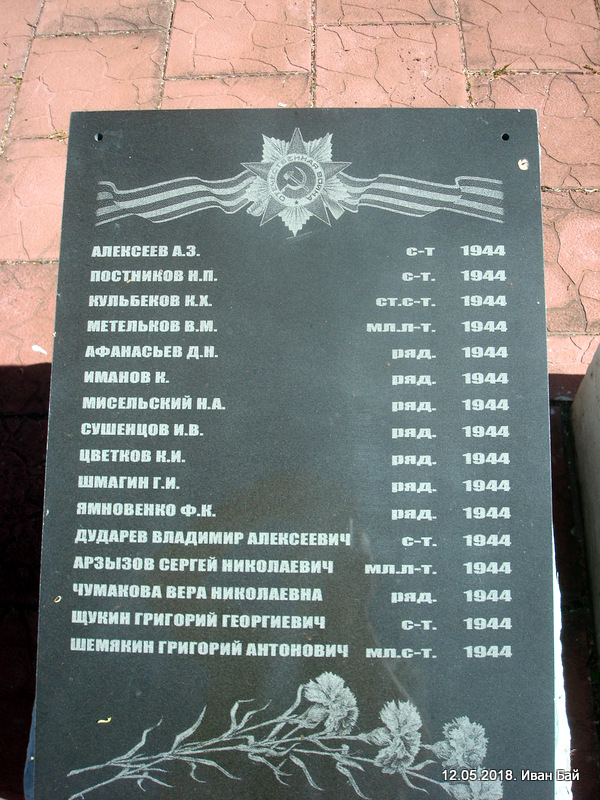 ОТЕЧЕСТВЕННАЯ ВОЙНА
АЛЕКСЕЕВ А.З. с-т 1944
ПОСТНИКОВ Н.П. с-т. 1944
КУЛЬБЕКОВ К.Х. ст.с-т. 1944
МЕТЕЛЬКОВ В.М. мл.л-т. 1944
АФАНАСЬЕВ Д.Н. ряд. 1944
ИМАНОВ К. ряд. 1944
МИСЕЛЬСКИЙ Н.А. ряд. 1944
СУШЕНЦОВ И.В. ряд. 1944
ЦВЕТКОВ К.И. ряд. 1944
ШМАГИН Г.И. ряд. 1944
ЯМНОВЕНКО Ф.К. ряд. 1944
ДУДАРЕВ ВЛАДИМИР АЛЕКСЕЕВИЧ с-т. 1944
АРЗЫЗОВ СЕРГЕЙ НИКОЛАЕВИЧ мл.л-т. 1944
ЧУМАКОВА ВЕРА НИКОЛАЕВНА ряд. 1944
ЩУКИН ГРИГОРИЙ ГЕОРГИЕВИЧ с-т. 1944
ШЕМЯКИН ГРИГОРИЙ АНТОНОВИЧ мл.с-т. 1944
12.05.2018. Иван Бай